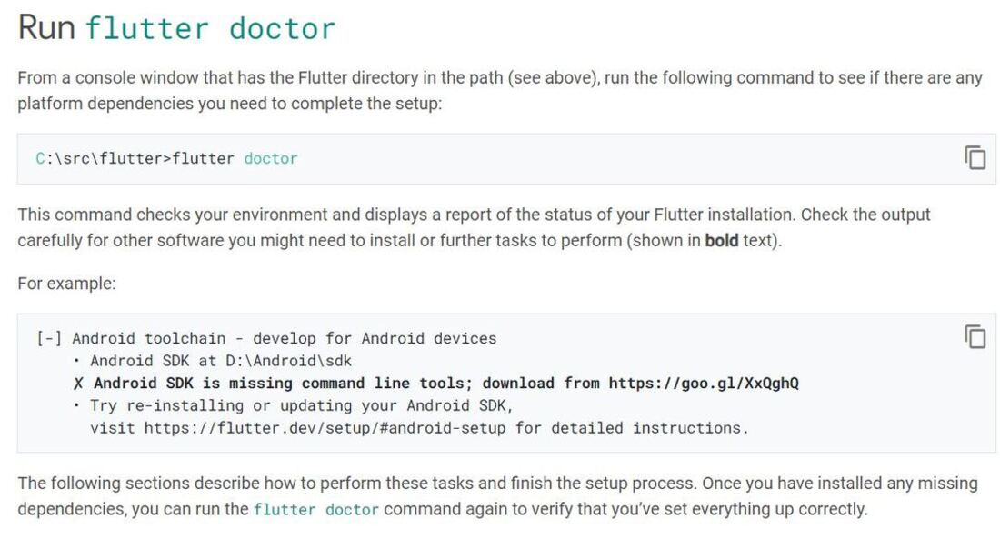 Run flutter doctor
From a console window that has the Flutter directory in the path (see above), run the following command to see if there are any
platform dependencies you need to complete the setup:
C:\src\flutter>flutter doctor
This command checks your environment and displays a report of the status of your Flutter installation. Check the output
carefully for other software you might need to install or further tasks to perform (shown in bold text).
For example:
[-] Android toolchain - develop for Android devices
• Android SDK at D:\Android\sdk
✗ Android SDK is missing command line tools; download from https://goo.gl/XxQghQ
• Try re-installing or updating your Android SDK,
visit https://flutter.dev/setup/#android-setup for detailed instructions.
The following sections describe how to perform these tasks and finish the setup process. Once you have installed any missing
dependencies, you can run the flutter doctor command again to verify that you’ve set everything up correctly.